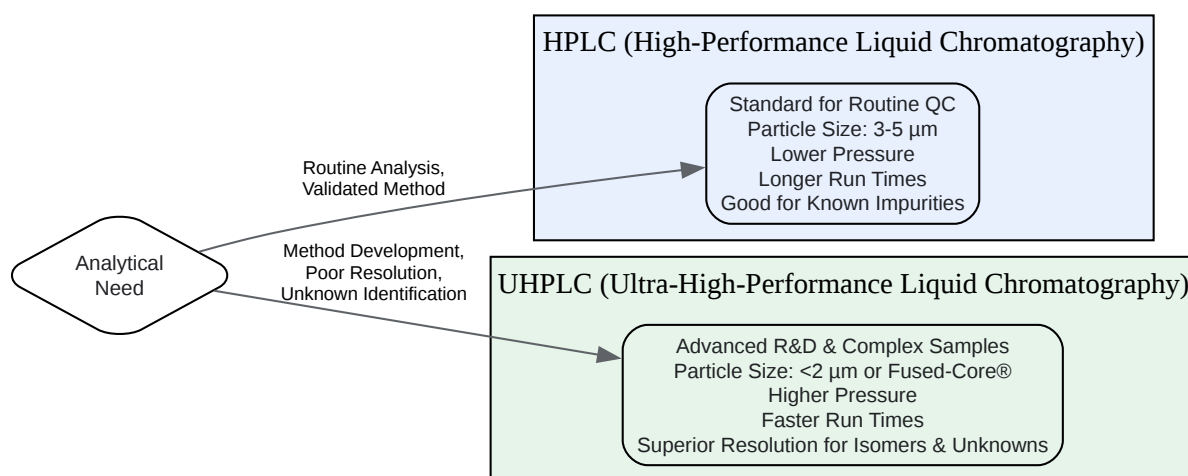 HPLC (High-Performance Liquid Chromatography)
Standard for Routine QC
Particle Size: 3-5 µm
Lower Pressure
Longer Run Times
Good for Known Impurities
Routine Analysis,
Validated Method
Analytical
Need
Method Development,
Poor Resolution,
Unknown Identification
UHPLC (Ultra-High-Performance Liquid Chromatography)
Advanced R&D & Complex Samples
Particle Size: <2 µm or Fused-Core®
Higher Pressure
Faster Run Times
Superior Resolution for Isomers & Unknowns